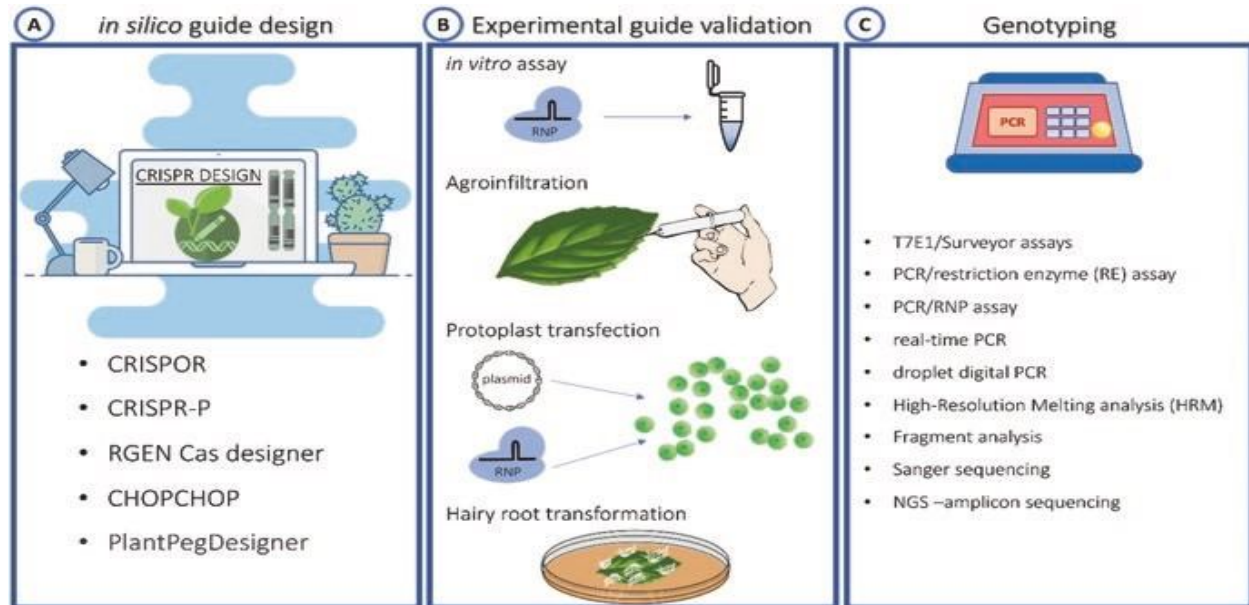 A in silico guide design
CRISPR DESIGN
• CRISPOR
• CRISPR-P
• RGEN Cas designer
• CHOPCHOP
• PlantPegDesigner
B Experimental guide validation
in vitro assay
RNP
Agroinfiltration
Protoplast transfection
plasmid
RNP
Hairy root transformation
C Genotyping
PCR
• T7E1/Surveyor assays
• PCR/restriction enzyme (RE) assay
• PCR/RNP assay
• real-time PCR
• droplet digital PCR
• High-Resolution Melting analysis (HRM)
• Fragment analysis
• Sanger sequencing
• NGS –amplicon sequencing